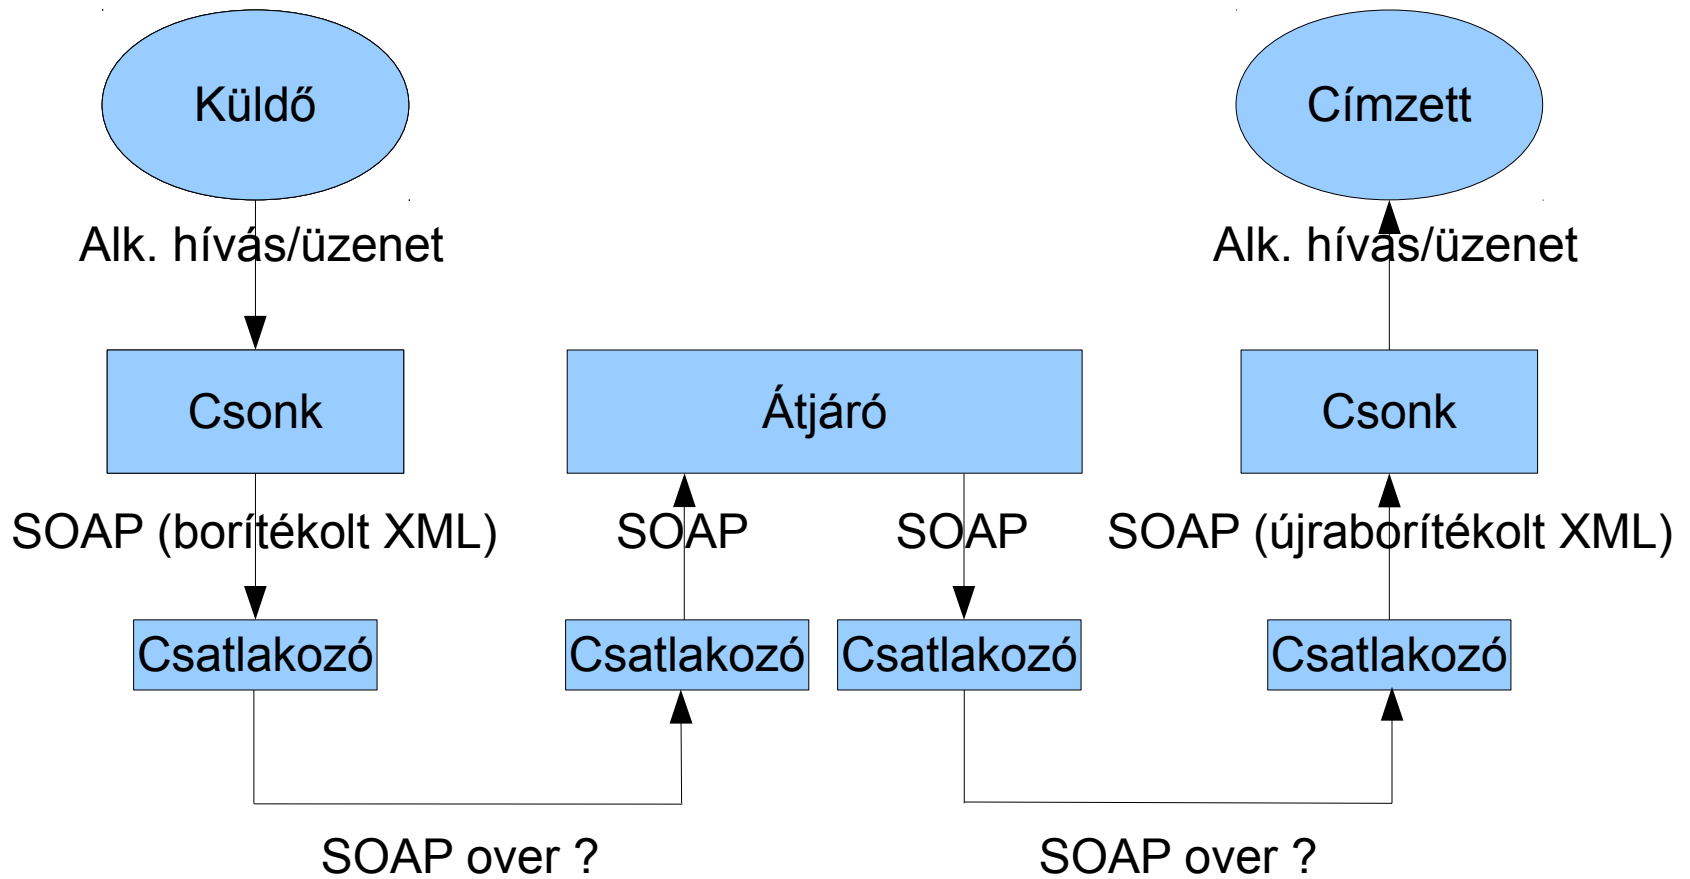 Küldő
Címzett
Alk. hívás/üzenet
Alk. hívás/üzenet
Csonk
Átjáró
Csonk
SOAP (borítékolt XML)
SOAP
SOAP
SOAP (újraborítékolt XML)
Csatlakozó
Csatlakozó
Csatlakozó
Csatlakozó
SOAP over ?
SOAP over ?